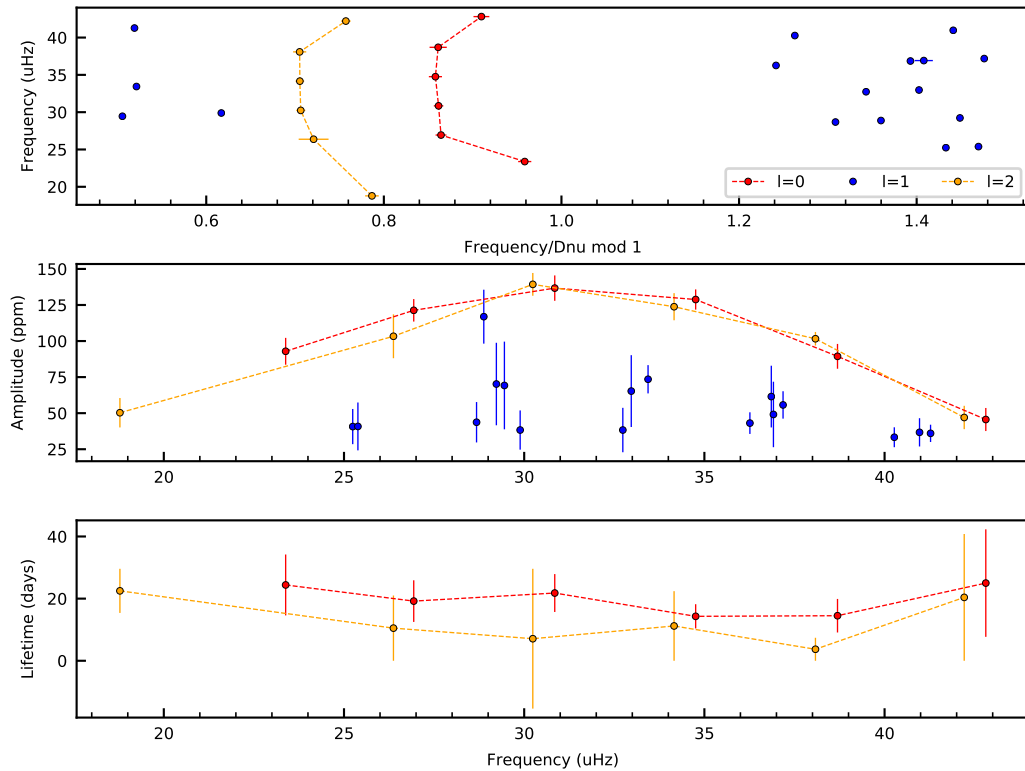 Frequency (uHz)
40
30
20
l=0 l=1 l=2
0.6 0.8 1.0 1.2 1.4
Frequency/Dnu mod 1
Amplitude (ppm)
150
125
100
75
50
25
20 25 30 35 40
Lifetime (days)
40
20
0
20 25 30 35 40
Frequency (uHz)